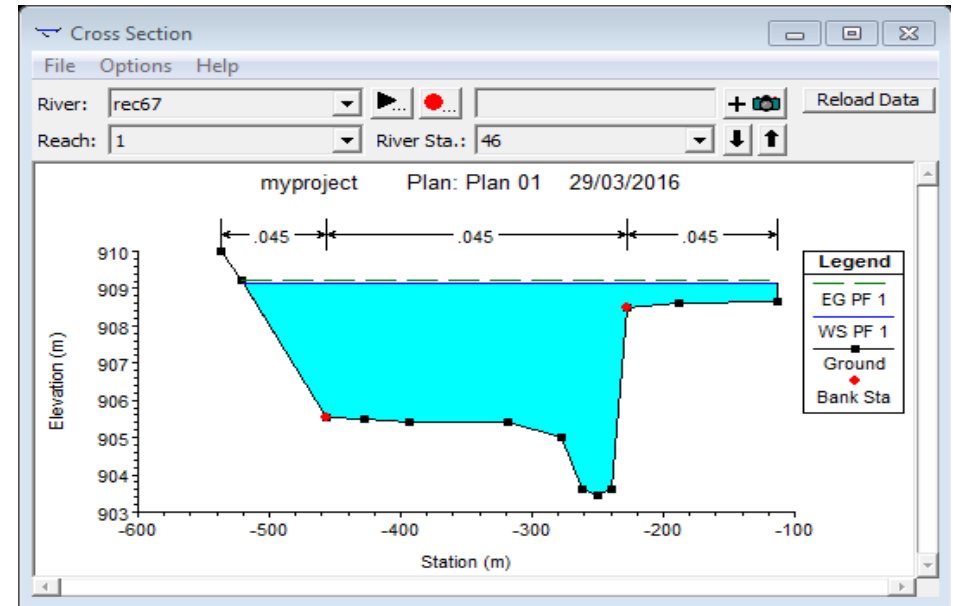 Cross Section
File Options Help
River: rec67 ... ... + Reload Data
Reach: 1 River Sta.: 46
myproject Plan: Plan 01 29/03/2016
.045 .045 .045
Legend
EG PF 1
WS PF 1
Ground
Bank Sta
Elevation (m)
910
909
908
907
906
905
904
903
-600 -500 -400 -300 -200 -100
Station (m)